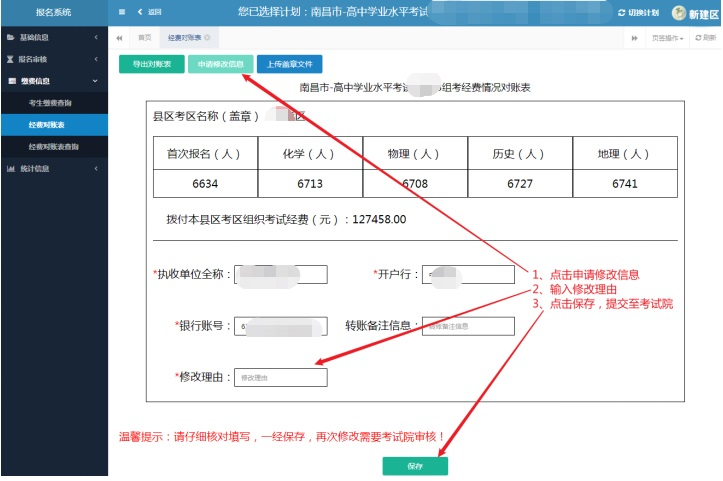 报名系统
返回
您已选择计划：南昌市-高中学业水平考试
切换计划
新建区
首页
经费对账表
页签操作
刷新
基础信息
报名审核
缴费信息
考生缴费查询
经费对账表
经费对账表查询
统计信息
导出对账表
申请修改信息
上传盖章文件
南昌市-高中学业水平考试 组考经费情况对账表
县区考区名称（盖章） 区
首次报名（人） 化学（人） 物理（人） 历史（人） 地理（人）
6634 6713 6708 6727 6741
拨付本县区考区组织考试经费（元）：127458.00
*执收单位全称：
*开户行：
*银行账号：
转账备注信息：
转账备注信息
*修改理由：
修改理由
1、点击申请修改信息
2、输入修改理由
3、点击保存，提交至考试院
温馨提示：请仔细核对填写，一经保存，再次修改需要考试院审核！
保存